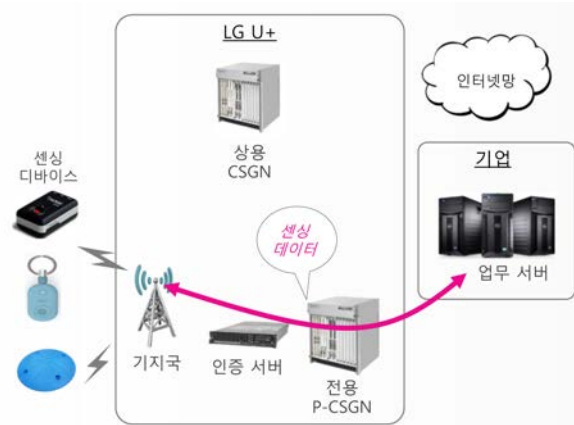 LG U+
인터넷망
상용
CSGN
센싱
디바이스
기업
센싱
데이터
업무 서버
기지국
인증 서버
전용
P-CSGN